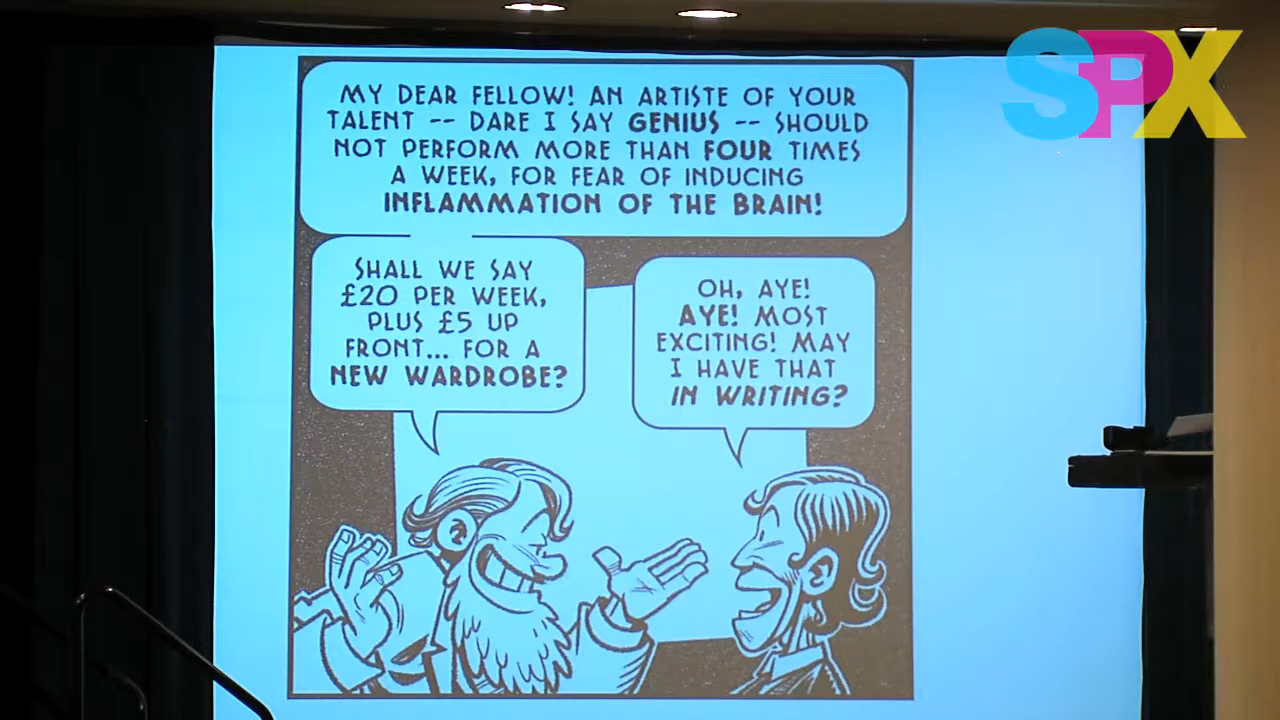 SPX
MY DEAR FELLOW! AN ARTISTE OF YOUR
TALENT -- DARE I SAY GENIUS -- SHOULD
NOT PERFORM MORE THAN FOUR TIMES
A WEEK, FOR FEAR OF INDUCING
INFLAMMATION OF THE BRAIN!
SHALL WE SAY
£20 PER WEEK,
PLUS £5 UP
FRONT... FOR A
NEW WARDROBE?
OH, AYE!
AYE! MOST
EXCITING! MAY
I HAVE THAT
IN WRITING?